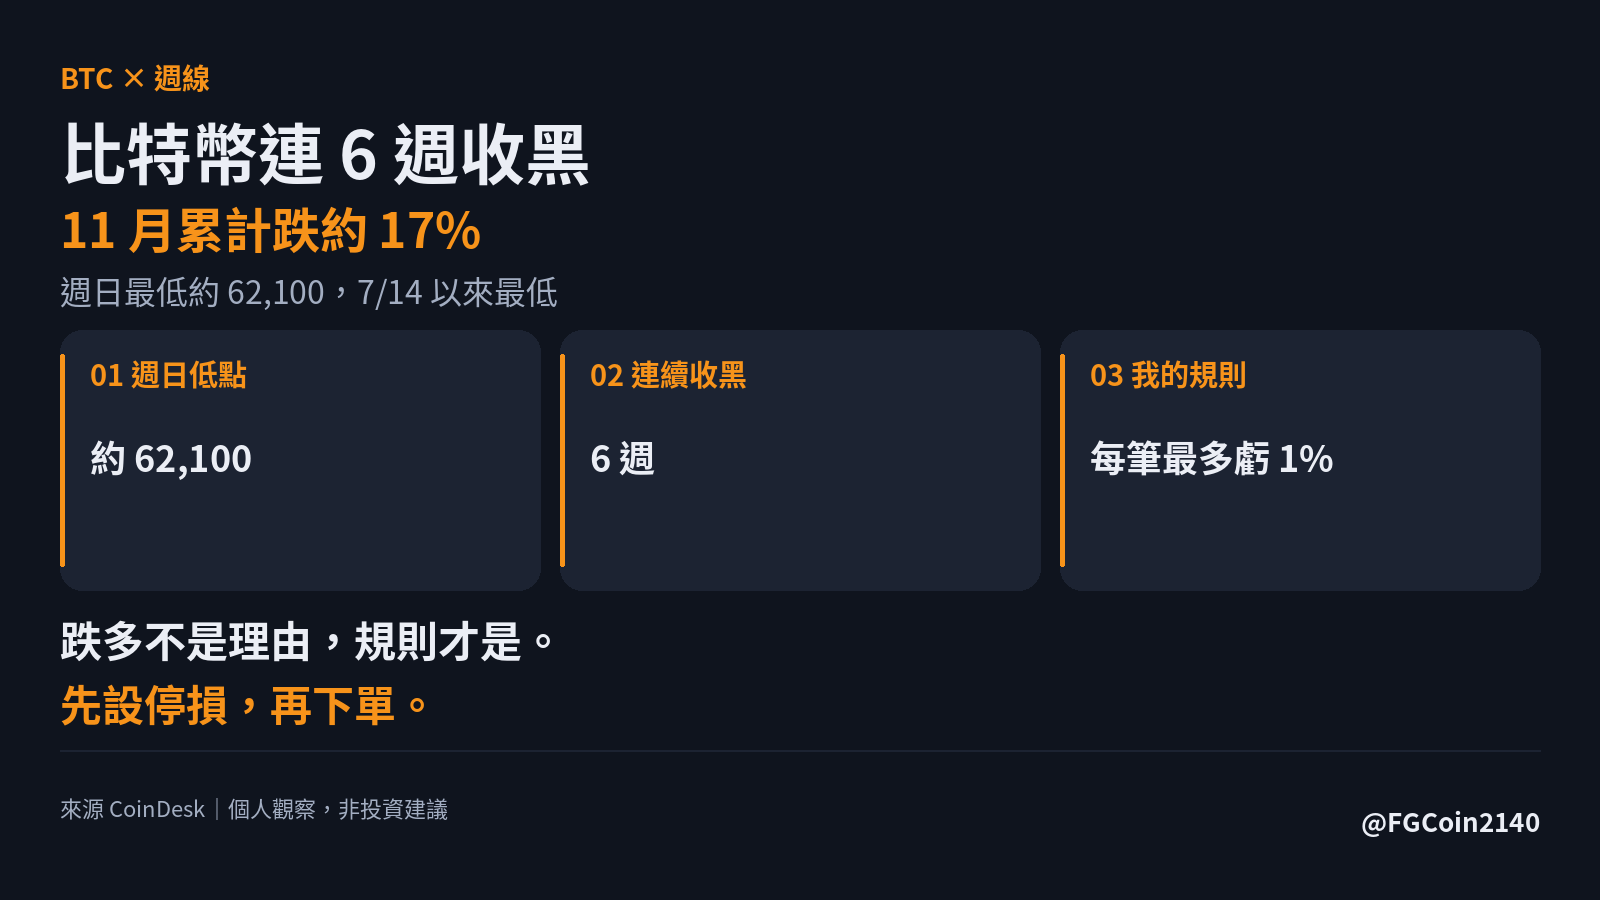 BTC × 週線
比特幣連 6 週收黑
11 月累計跌約 17%
週日最低約 62,100，7/14 以來最低
01 週日低點
約 62,100
02 連續收黑
6 週
03 我的規則
每筆最多虧 1%
跌多不是理由，規則才是。
先設停損，再下單。
來源 CoinDesk｜個人觀察，非投資建議
@FGCoin2140